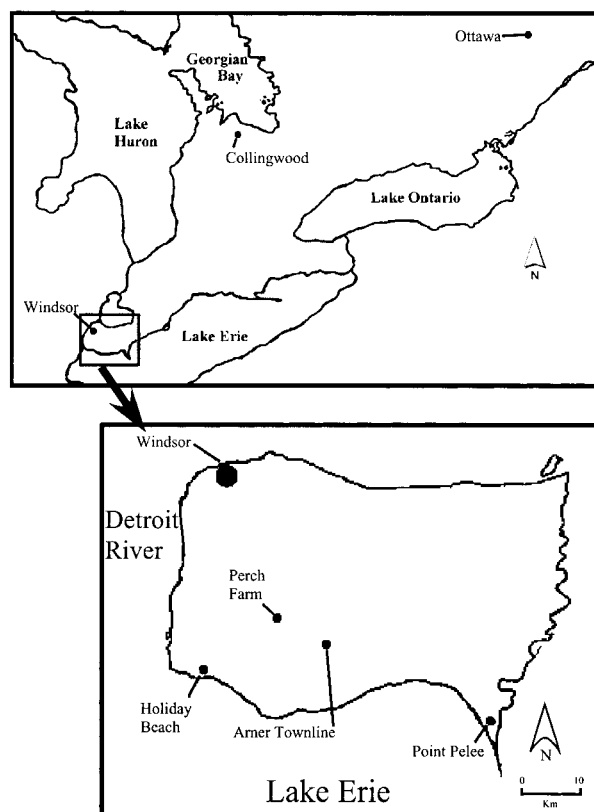 Ottawa
Georgian
Bay
Lake
Huron
Collingwood
Lake Ontario
N
Windsor
Lake Erie
Windsor
Detroit
River
Perch
Farm
Holiday
Beach
Arner Townline
Point Pelee
N
Lake Erie
0 10
Km